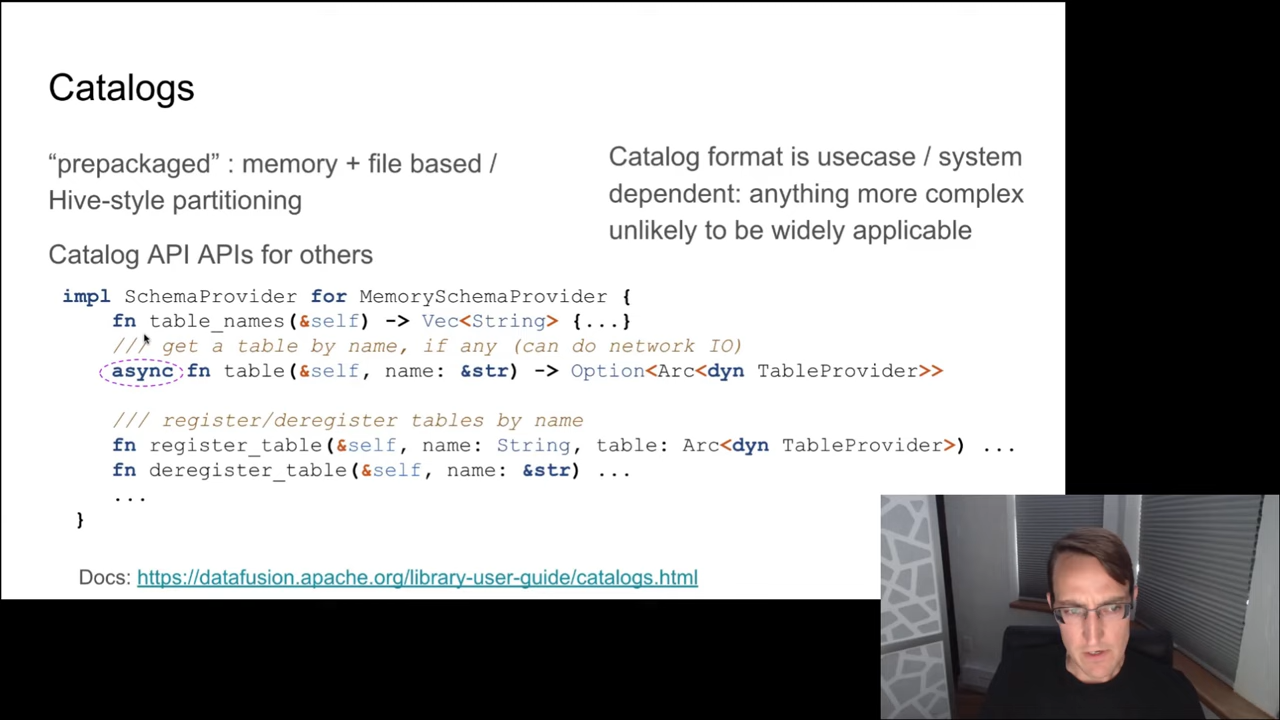 Catalogs
“prepackaged” : memory + file based /
Hive-style partitioning
Catalog API APIs for others
Catalog format is usecase / system
dependent: anything more complex
unlikely to be widely applicable
impl SchemaProvider for MemorySchemaProvider {
fn table_names(&self) -> Vec<String> {...}
/// get a table by name, if any (can do network IO)
async fn table(&self, name: &str) -> Option<Arc<dyn TableProvider>>
/// register/deregister tables by name
fn register_table(&self, name: String, table: Arc<dyn TableProvider>) ...
fn deregister_table(&self, name: &str) ...
...
}
Docs: https://datafusion.apache.org/library-user-guide/catalogs.html